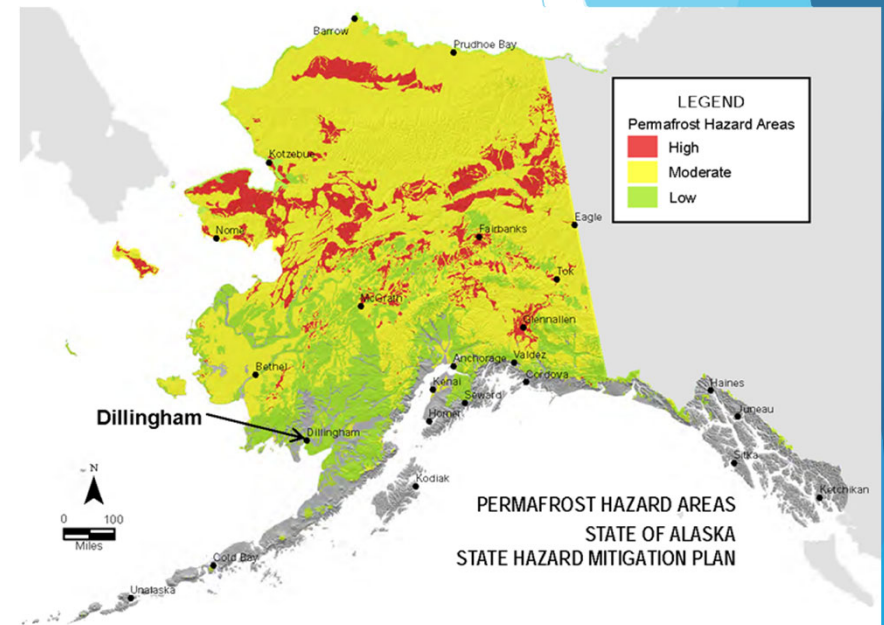 Barrow
Prudhoe Bay
LEGEND
Permafrost Hazard Areas
High
Moderate
Low
Kotzebue
Eagle
Nome
Fairbanks
Tok
McGrath
Glennallen
Anchorage
Valdez
Bethel
Cordova
Kenai
Haines
Seward
Dillingham
Homer
Juneau
Dillingham
Sitka
N
Kodiak
Ketchikan
PERMAFROST HAZARD AREAS
0 100
STATE OF ALASKA
Miles
STATE HAZARD MITIGATION PLAN
Cold Bay
Unalaska